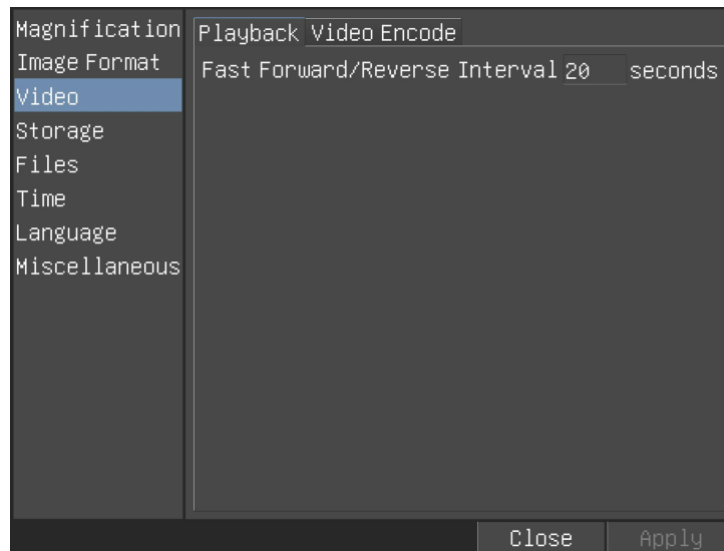 Magnification
Image Format
Video
Storage
Files
Time
Language
Miscellaneous
Playback Video Encode
Fast Forward/Reverse Interval 20 seconds
Close Apply